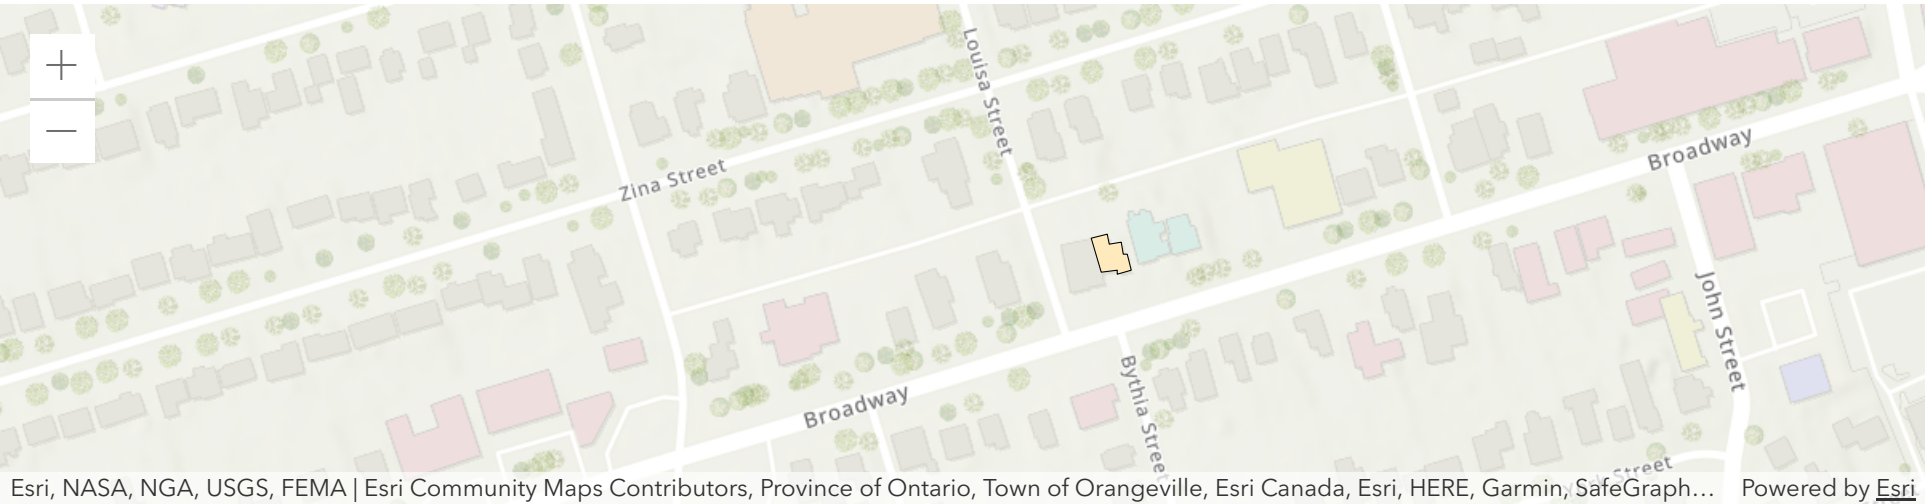 Louisa Street
Zina Street
Broadway
John Street
Broadway
Bythia Street
York Street
Esri, NASA, NGA, USGS, FEMA | Esri Community Maps Contributors, Province of Ontario, Town of Orangeville, Esri Canada, Esri, HERE, Garmin, SafeGraph… Powered by Esri